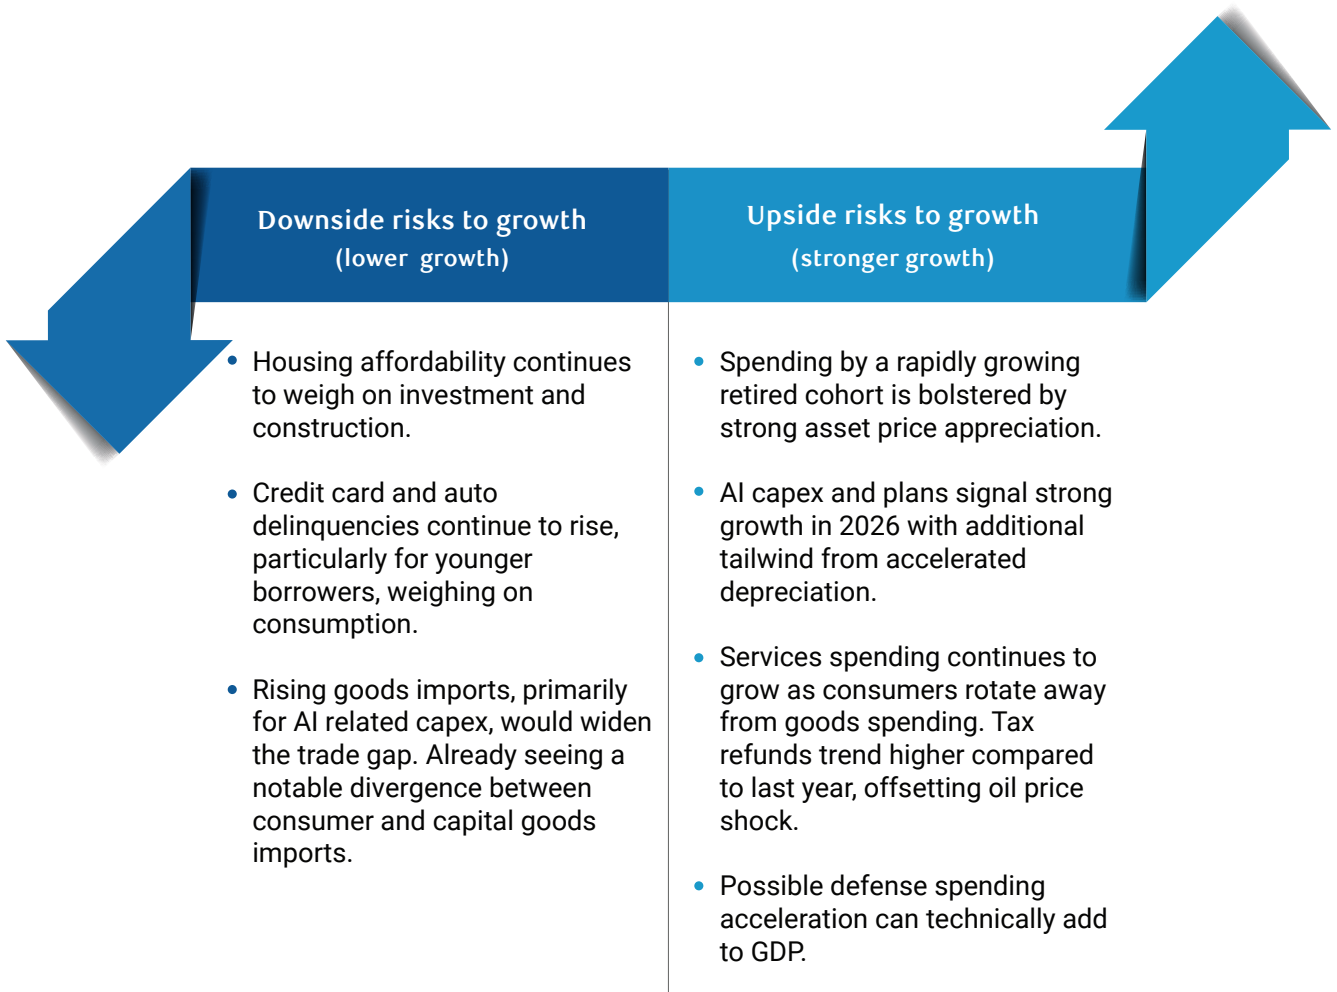 Downside risks to growth
(lower growth)
Upside risks to growth
(stronger growth)
• Housing affordability continues
to weigh on investment and
construction.
• Credit card and auto
delinquencies continue to rise,
particularly for younger
borrowers, weighing on
consumption.
• Rising goods imports, primarily
for AI related capex, would widen
the trade gap. Already seeing a
notable divergence between
consumer and capital goods
imports.
• Spending by a rapidly growing
retired cohort is bolstered by
strong asset price appreciation.
• AI capex and plans signal strong
growth in 2026 with additional
tailwind from accelerated
depreciation.
• Services spending continues to
grow as consumers rotate away
from goods spending. Tax
refunds trend higher compared
to last year, offsetting oil price
shock.
• Possible defense spending
acceleration can technically add
to GDP.